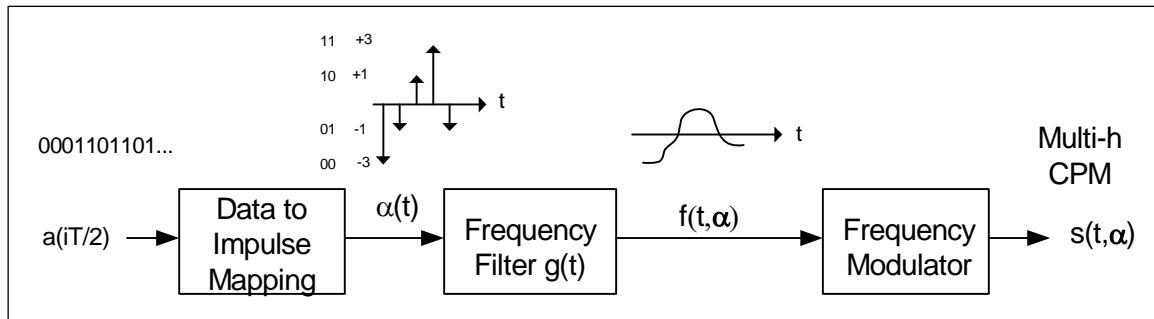 11 +3
10 +1
t
01 -1
00 -3
0001101101...
t
Multi-h
CPM
a(iT/2)
Data to
Impulse
Mapping
α(t)
Frequency
Filter g(t)
f(t,α)
Frequency
Modulator
s(t,α)